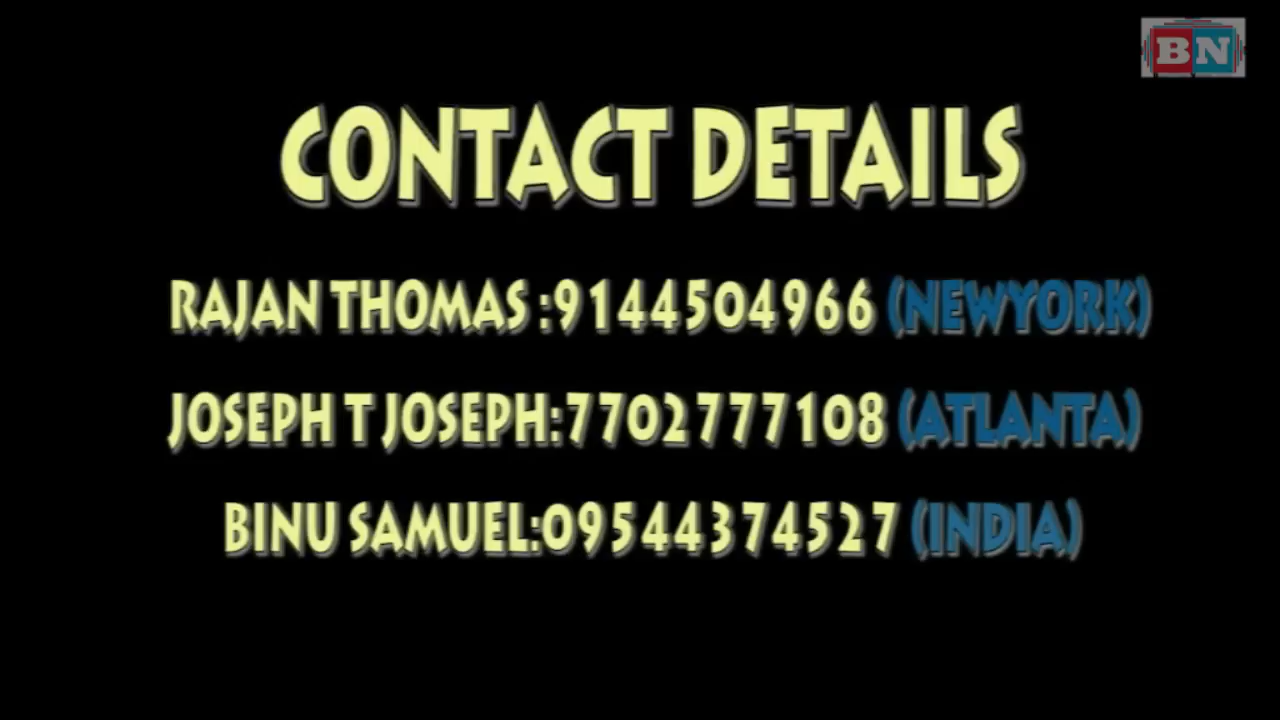 BN
CONTACT DETAILS
RAJAN THOMAS :9144504966 (NEWYORK)
JOSEPH T JOSEPH:7702777108 (ATLANTA)
BINU SAMUEL:09544374527 (INDIA)